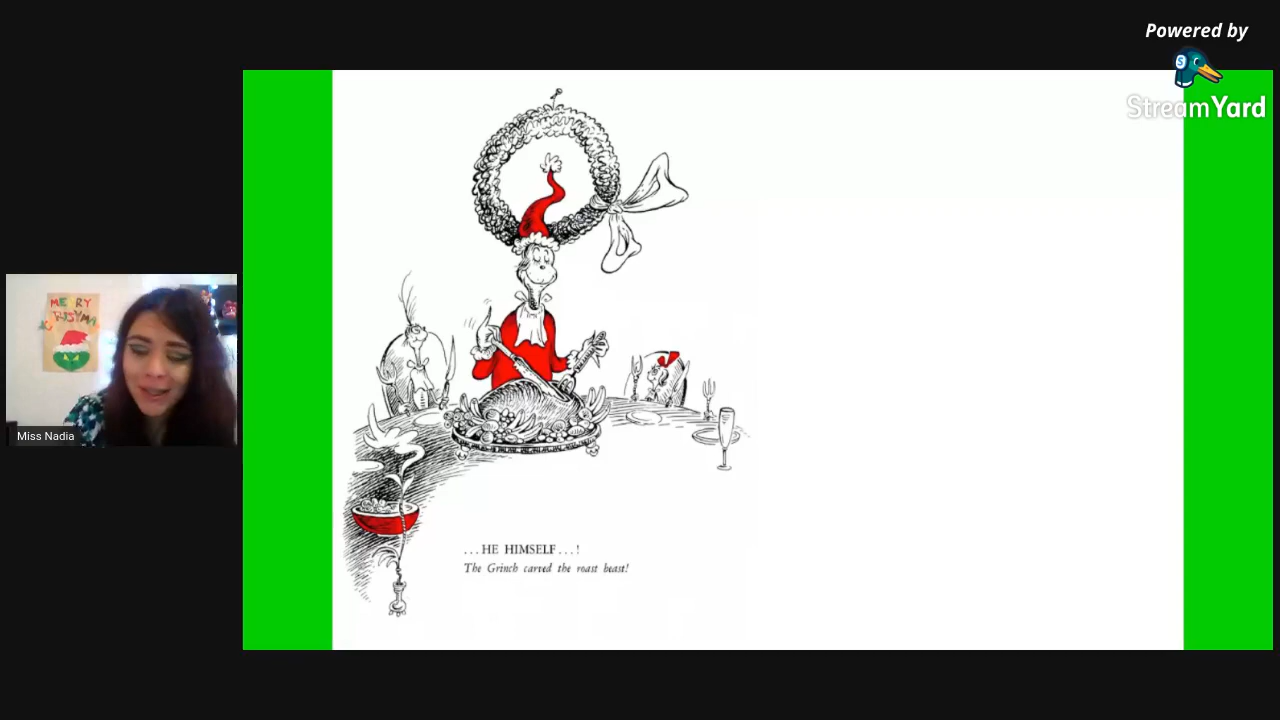 Powered by
StreamYard
MERRY
Miss Nadia
...HE HIMSELF...!
The Grinch carved the roast beast!